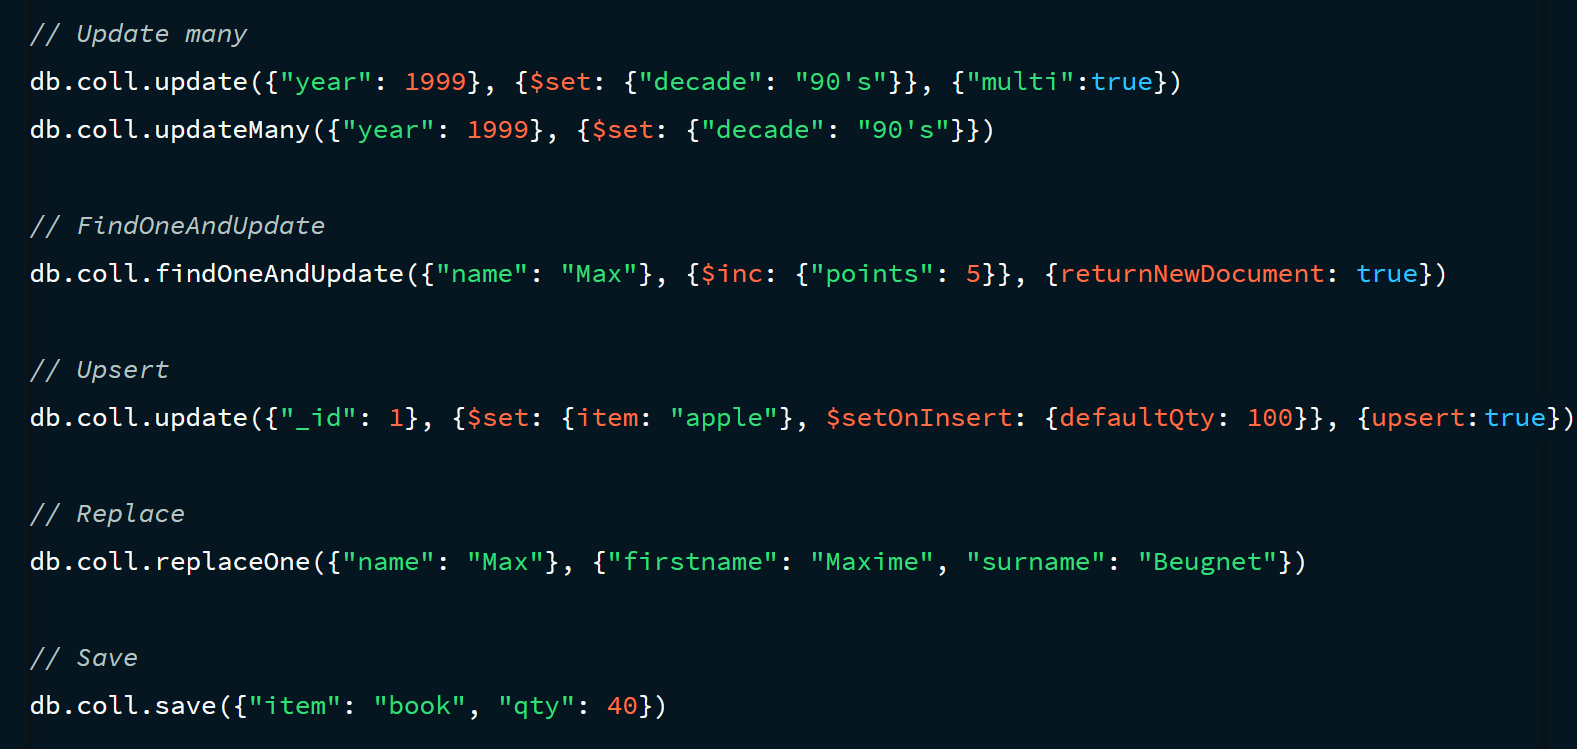 // Update many
db.coll.update({"year": 1999}, {$set: {"decade": "90's"}}, {"multi":true})
db.coll.updateMany({"year": 1999}, {$set: {"decade": "90's"}})
// FindOneAndUpdate
db.coll.findOneAndUpdate({"name": "Max"}, {$inc: {"points": 5}}, {returnNewDocument: true})
// Upsert
db.coll.update({"_id": 1}, {$set: {item: "apple"}, $setOnInsert: {defaultQty: 100}}, {upsert:true})
// Replace
db.coll.replaceOne({"name": "Max"}, {"firstname": "Maxime", "surname": "Beugnet"})
// Save
db.coll.save({"item": "book", "qty": 40})